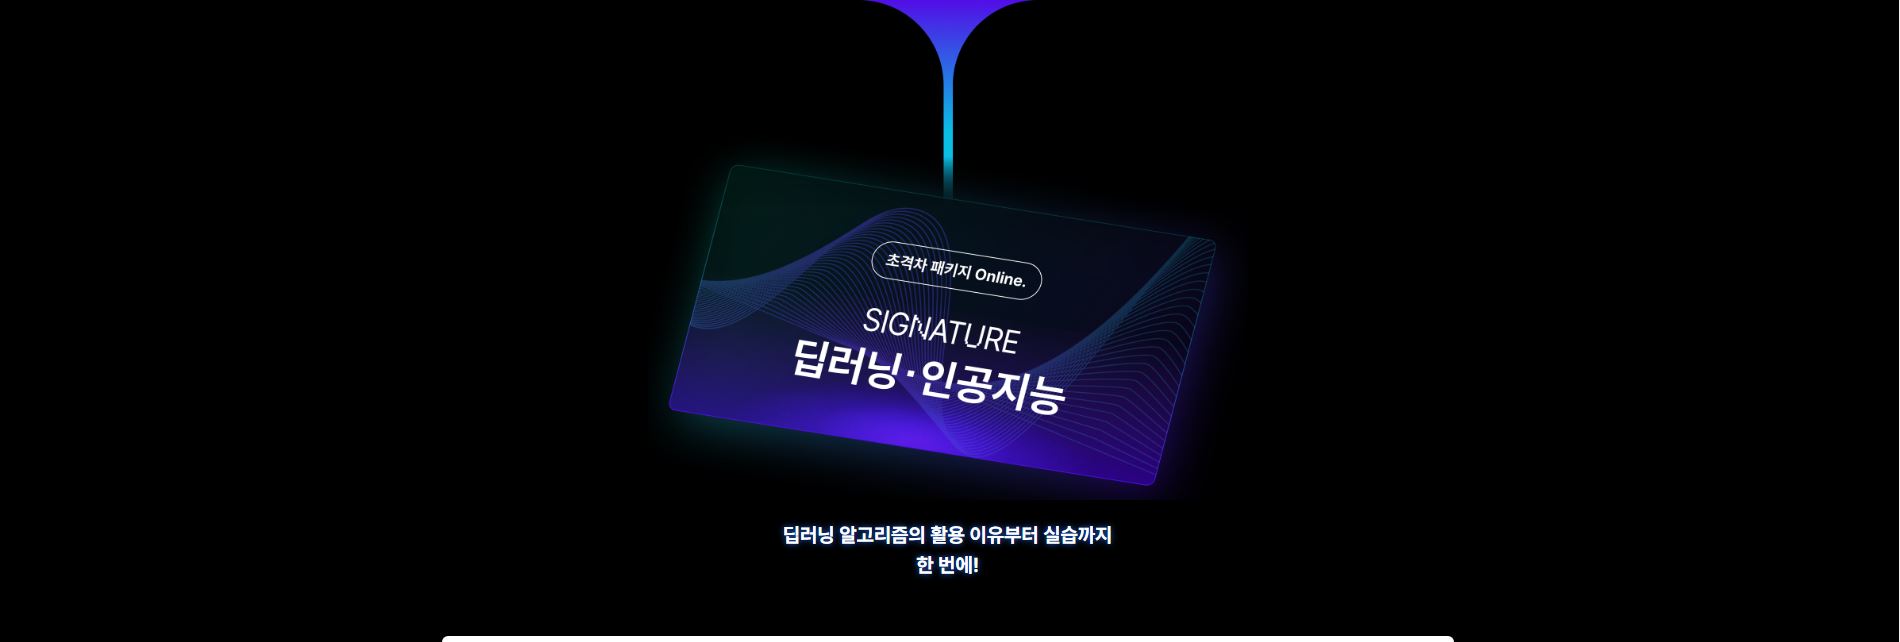 초격차 패키지 Online.
SIGNATURE
딥러닝·인공지능
딥러닝 알고리즘의 활용 이유부터 실습까지
한 번에!